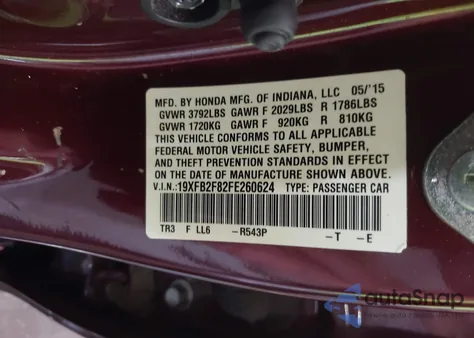 MFD. BY HONDA MFG. OF INDIANA, LLC 05/'15
GVWR 3792LBS GAWR F 2029LBS R 1786LBS
GVWR 1720KG GAWR F 920KG R 810KG
THIS VEHICLE CONFORMS TO ALL APPLICABLE
FEDERAL MOTOR VEHICLE SAFETY, BUMPER,
AND THEFT PREVENTION STANDARDS IN EFFECT
ON THE DATE OF MANUFACTURE SHOWN ABOVE.
V.I.N.:19XFB2F82FE260624 TYPE: PASSENGER CAR
TR3 F LL6 -R543P -T -E
autoSnap